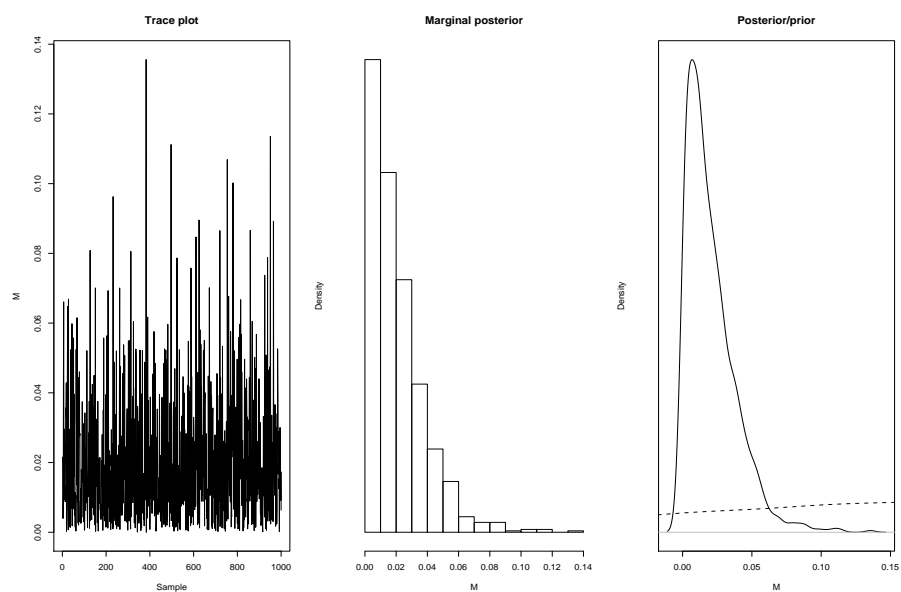 Trace plot
Marginal posterior
Posterior/prior
0.14
0.12
0.10
0.08
0.06
0.04
0.02
0.00
M
Density
Density
0 200 400 600 800 1000
0.00 0.02 0.04 0.06 0.08 0.10 0.12 0.14
0.00 0.05 0.10 0.15
Sample
M
M